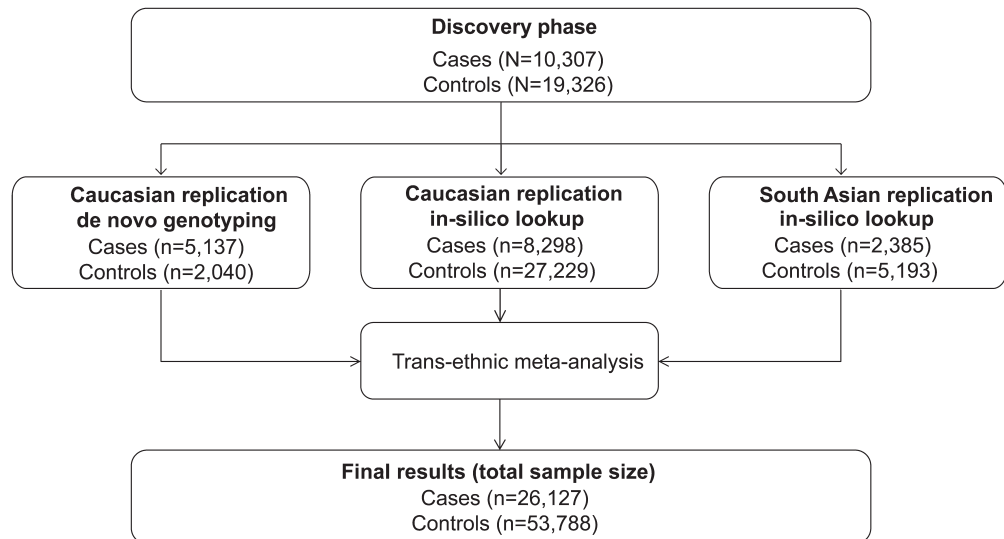 Discovery phase
Cases (N=10,307)
Controls (N=19,326)
Caucasian replication
de novo genotyping
Cases (n=5,137)
Controls (n=2,040)
Caucasian replication
in-silico lookup
Cases (n=8,298)
Controls (n=27,229)
South Asian replication
in-silico lookup
Cases (n=2,385)
Controls (n=5,193)
Trans-ethnic meta-analysis
Final results (total sample size)
Cases (n=26,127)
Controls (n=53,788)